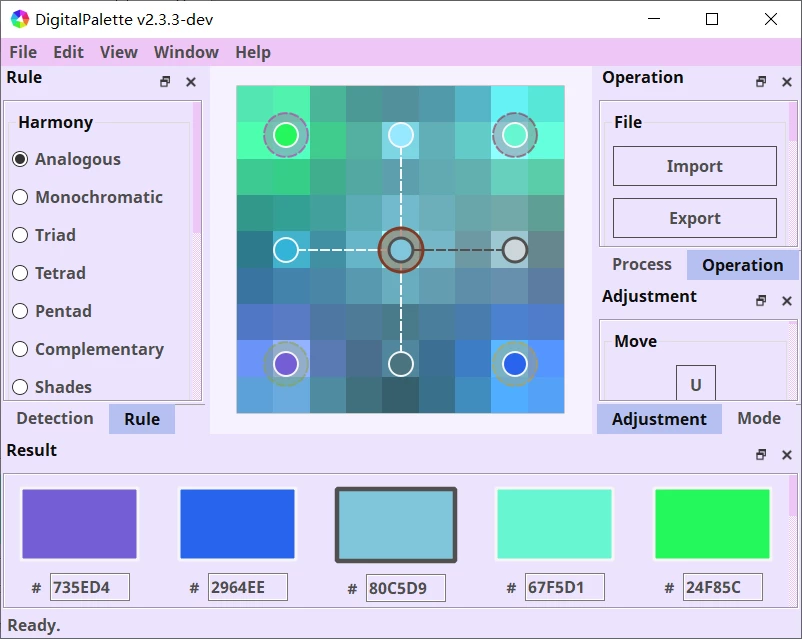 DigitalPalette v2.3.3-dev
File Edit View Window Help
Rule
Harmony
Analogous
Monochromatic
Triad
Tetrad
Pentad
Complementary
Shades
Detection Rule
Operation
File
Import
Export
Process Operation
Adjustment
Move
U
Adjustment Mode
Result
# 735ED4 # 2964EE # 80C5D9 # 67F5D1 # 24F85C
Ready.